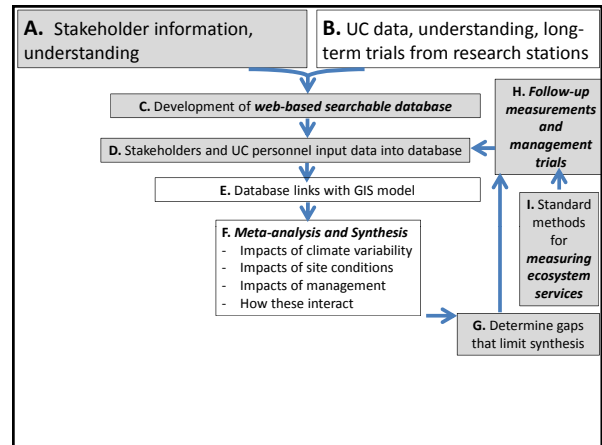 A. Stakeholder information,
understanding
B. UC data, understanding, long-
term trials from research stations
C. Development of web-based searchable database
D. Stakeholders and UC personnel input data into database
E. Database links with GIS model
F. Meta-analysis and Synthesis
- Impacts of climate variability
- Impacts of site conditions
- Impacts of management
- How these interact
G. Determine gaps
that limit synthesis
H. Follow-up
measurements
and
management
trials
I. Standard
methods
for
measuring
ecosystem
services